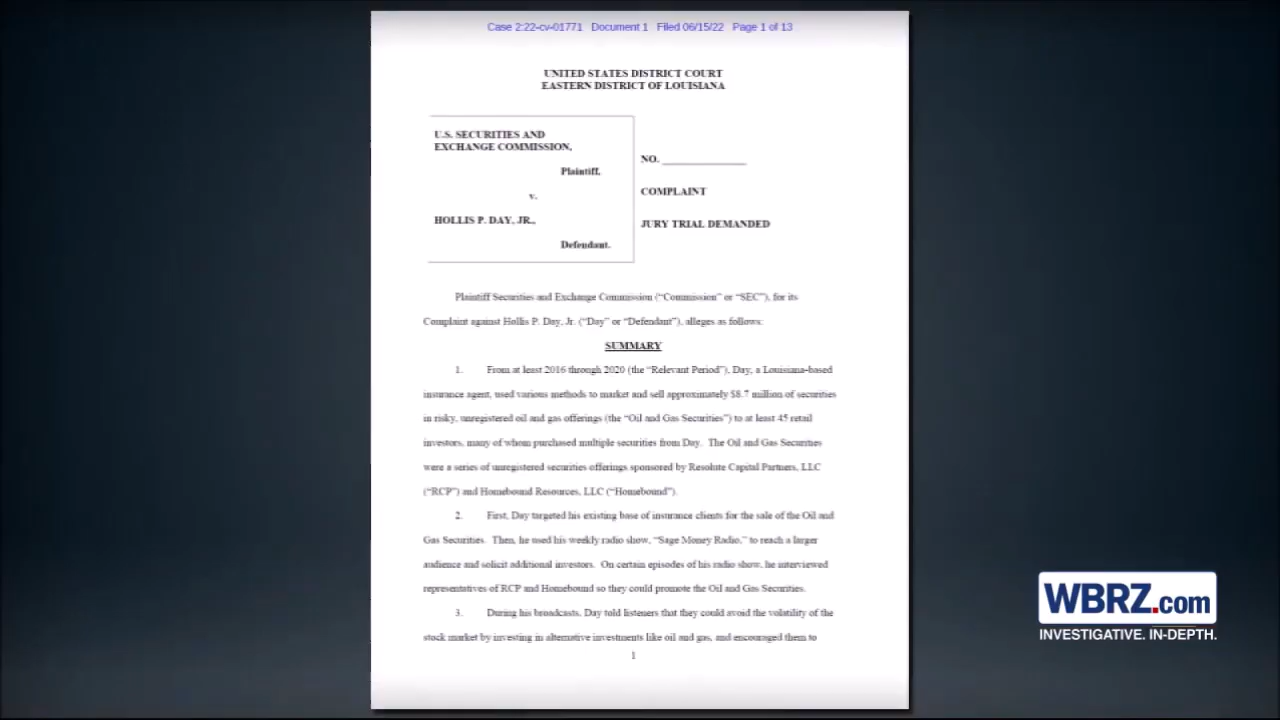 Case 2:22-cv-01771 Document 1 Filed 06/15/22 Page 1 of 13
UNITED STATES DISTRICT COURT
EASTERN DISTRICT OF LOUISIANA
U.S. SECURITIES AND
EXCHANGE COMMISSION,
Plaintiff,
v.
HOLLIS P. DAY, JR.,
Defendant.
NO. _______________
COMPLAINT
JURY TRIAL DEMANDED
Plaintiff Securities and Exchange Commission (“Commission” or “SEC”), for its
Complaint against Hollis P. Day, Jr. (“Day” or “Defendant”), alleges as follows:
SUMMARY
1. From at least 2016 through 2020 (the “Relevant Period”), Day, a Louisiana-based
insurance agent, used various methods to market and sell approximately $8.7 million of securities
in risky, unregistered oil and gas offerings (the “Oil and Gas Securities”) to at least 45 retail
investors, many of whom purchased multiple securities from Day. The Oil and Gas Securities
were a series of unregistered securities offerings sponsored by Resolute Capital Partners, LLC
(“RCP”) and Homebound Resources, LLC (“Homebound”).
2. First, Day targeted his existing base of insurance clients for the sale of the Oil and
Gas Securities. Then, he used his weekly radio show, “Sage Money Radio,” to reach a larger
audience and solicit additional investors. On certain episodes of his radio show, he interviewed
representatives of RCP and Homebound so they could promote the Oil and Gas Securities.
3. During his broadcasts, Day told listeners that they could avoid the volatility of the
stock market by investing in alternative investments like oil and gas, and encouraged them to
1
WBRZ.com
INVESTIGATIVE. IN-DEPTH.